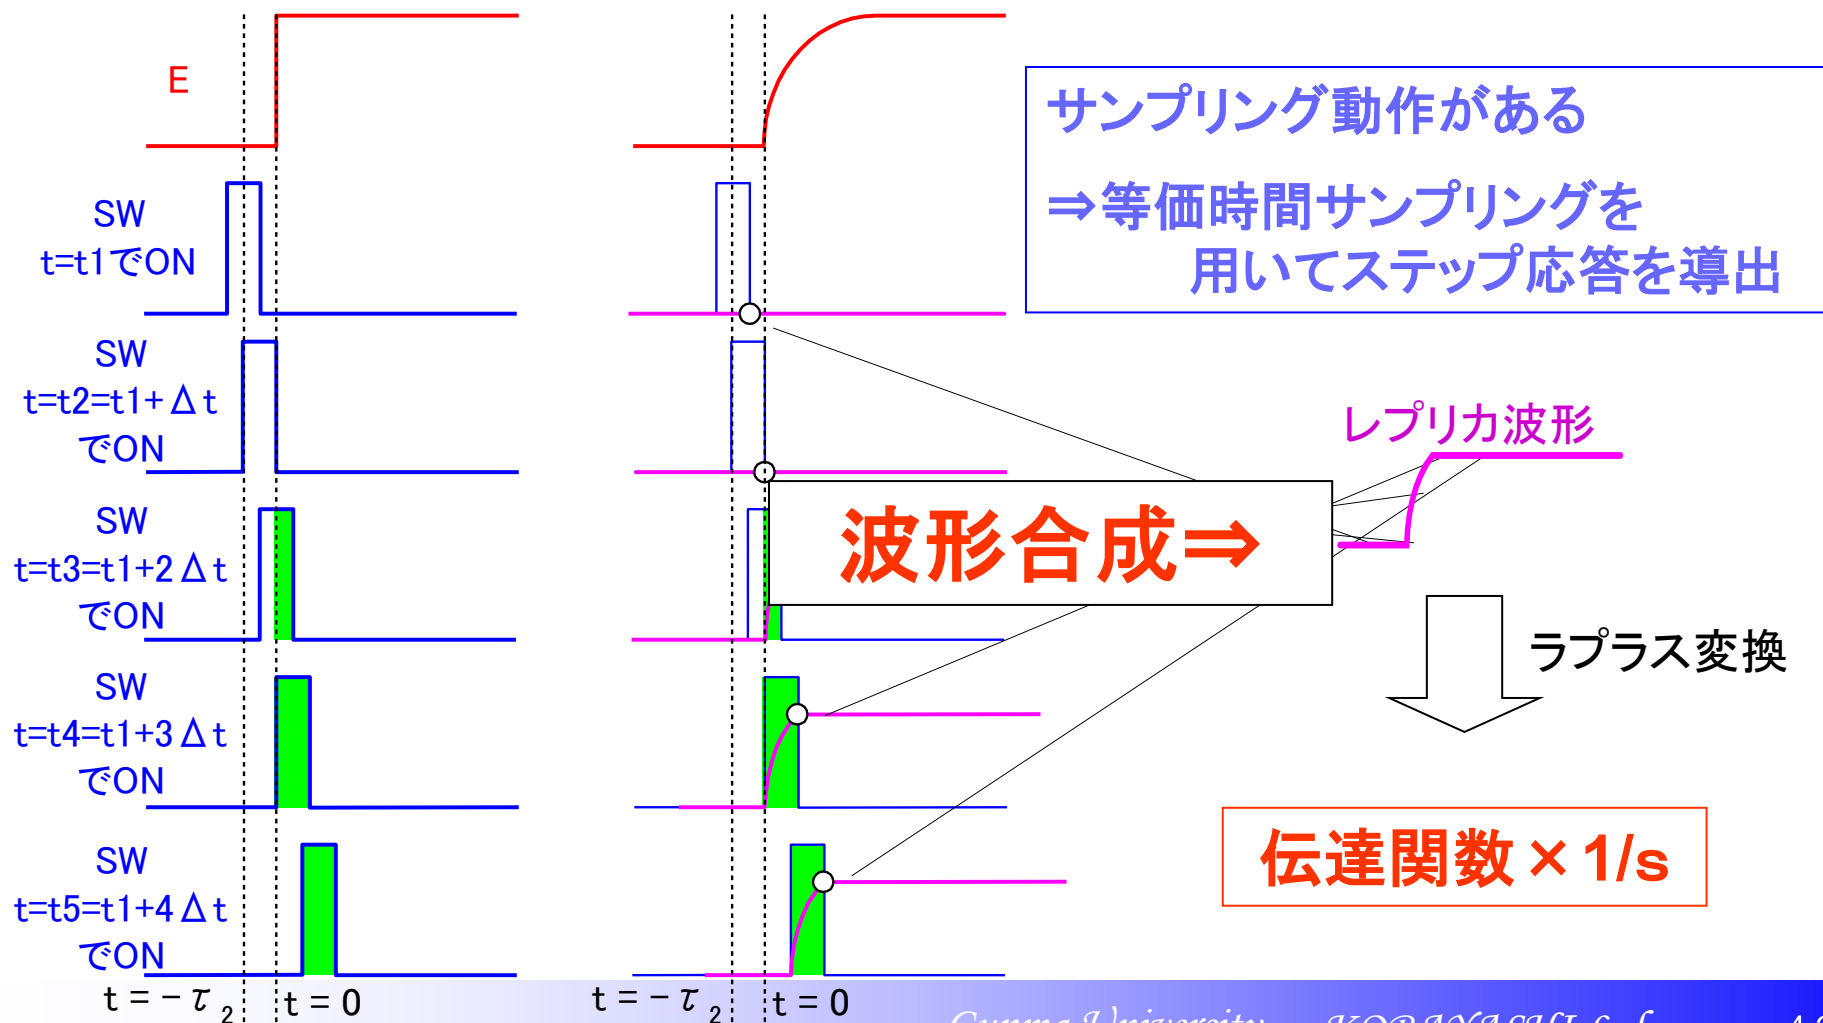 E
サンプリング動作がある
⇒等価時間サンプリングを
用いてステップ応答を導出
SW
t=t1でON
SW
t=t2=t1+Δt
でON
レプリカ波形
SW
t=t3=t1+2Δt
でON
波形合成⇒
ラプラス変換
SW
t=t4=t1+3Δt
でON
伝達関数×1/s
SW
t=t5=t1+4Δt
でON
t=-τ2
t=0
t=-τ2
t=0
Gunma University